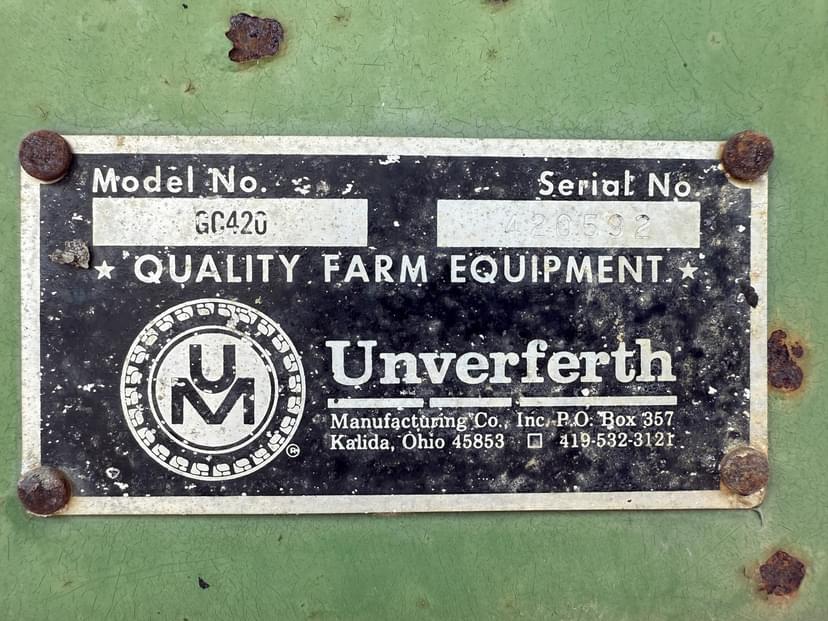 Model No. Serial No
GC420 420592
★ QUALITY FARM EQUIPMENT ★
UM ®
Unverferth
Manufacturing Co., Inc. P.O. Box 357
Kalida, Ohio 45853 □ 419-532-3121